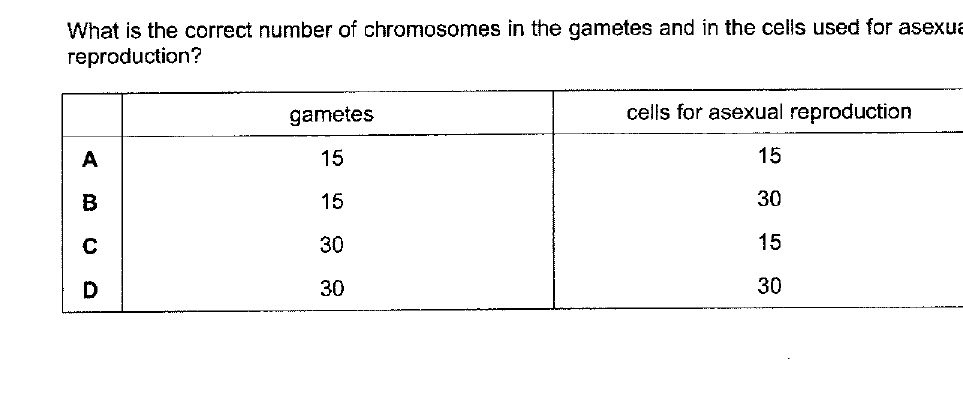 What is the correct number of chromosomes in the gametes and in the cells used for asexua
reproduction?
gametes cells for asexual reproduction
A 15 15
B 15 30
C 30 15
D 30 30